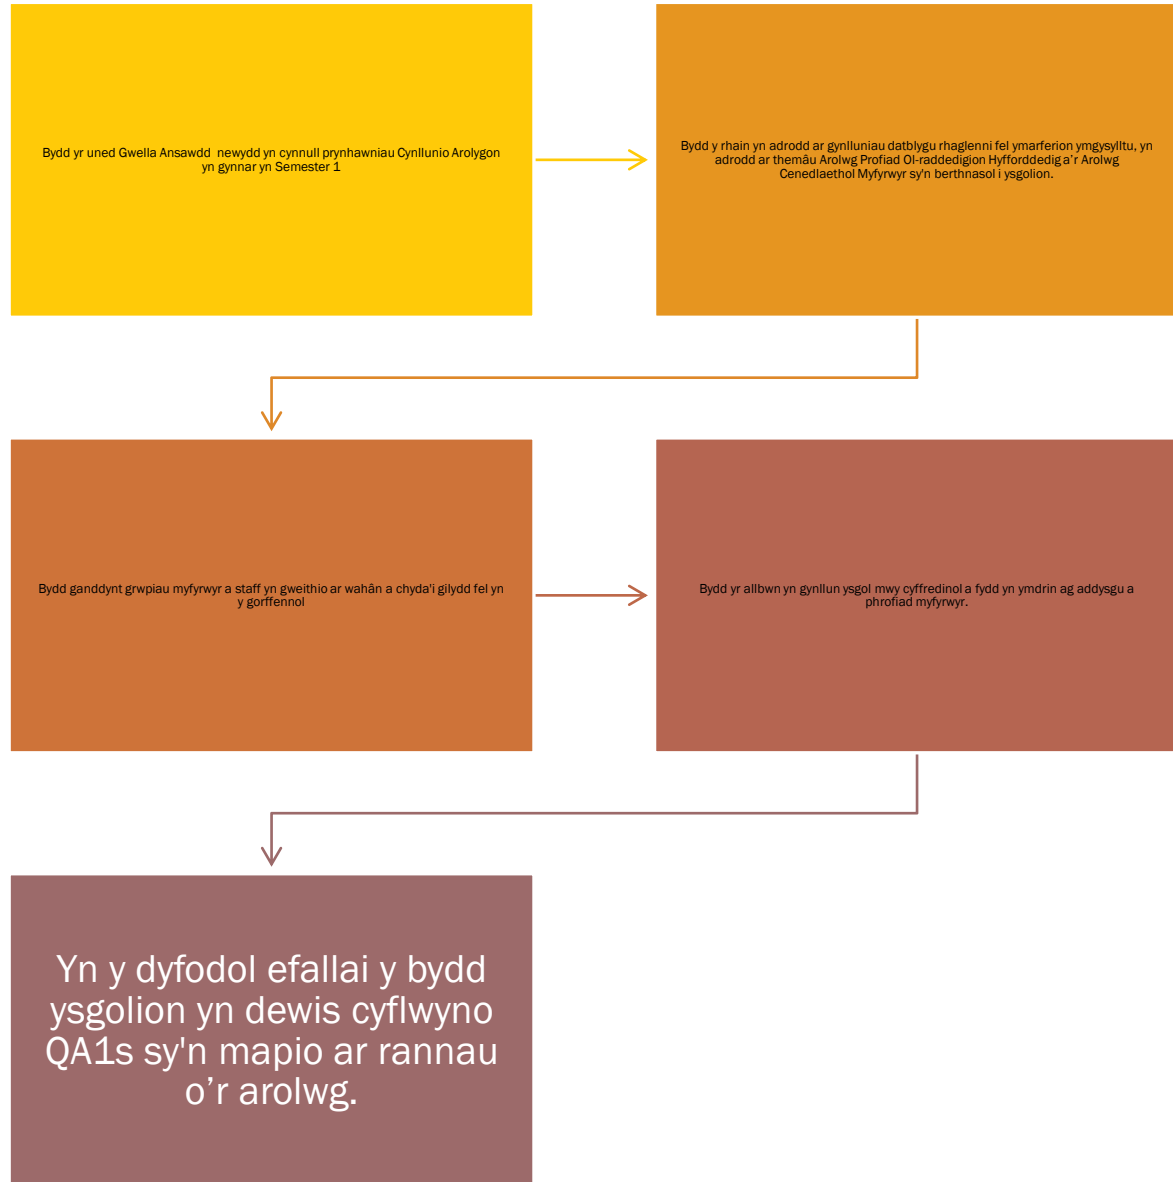 Bydd yr uned Gwella Ansawdd  newydd yn cynnull prynhawniau Cynllunio Arolygon
yn gynnar yn Semester 1
Bydd y rhain yn adrodd ar gynlluniau datblygu rhaglenni fel ymarferion ymgysylltu, yn
adrodd ar themâu Arolwg Profiad Ol-raddedigion Hyfforddedig a’r Arolwg
Cenedlaethol Myfyrwyr sy'n berthnasol i ysgolion.
Bydd ganddynt grwpiau myfyrwyr a staff yn gweithio ar wahân a chyda'i gilydd fel yn
y gorffennol
Bydd yr allbwn yn gynllun ysgol mwy cyffredinol a fydd yn ymdrin ag addysgu a
phrofiad myfyrwyr.
Yn y dyfodol efallai y bydd
ysgolion yn dewis cyflwyno
QA1s sy'n mapio ar rannau
o’r arolwg.